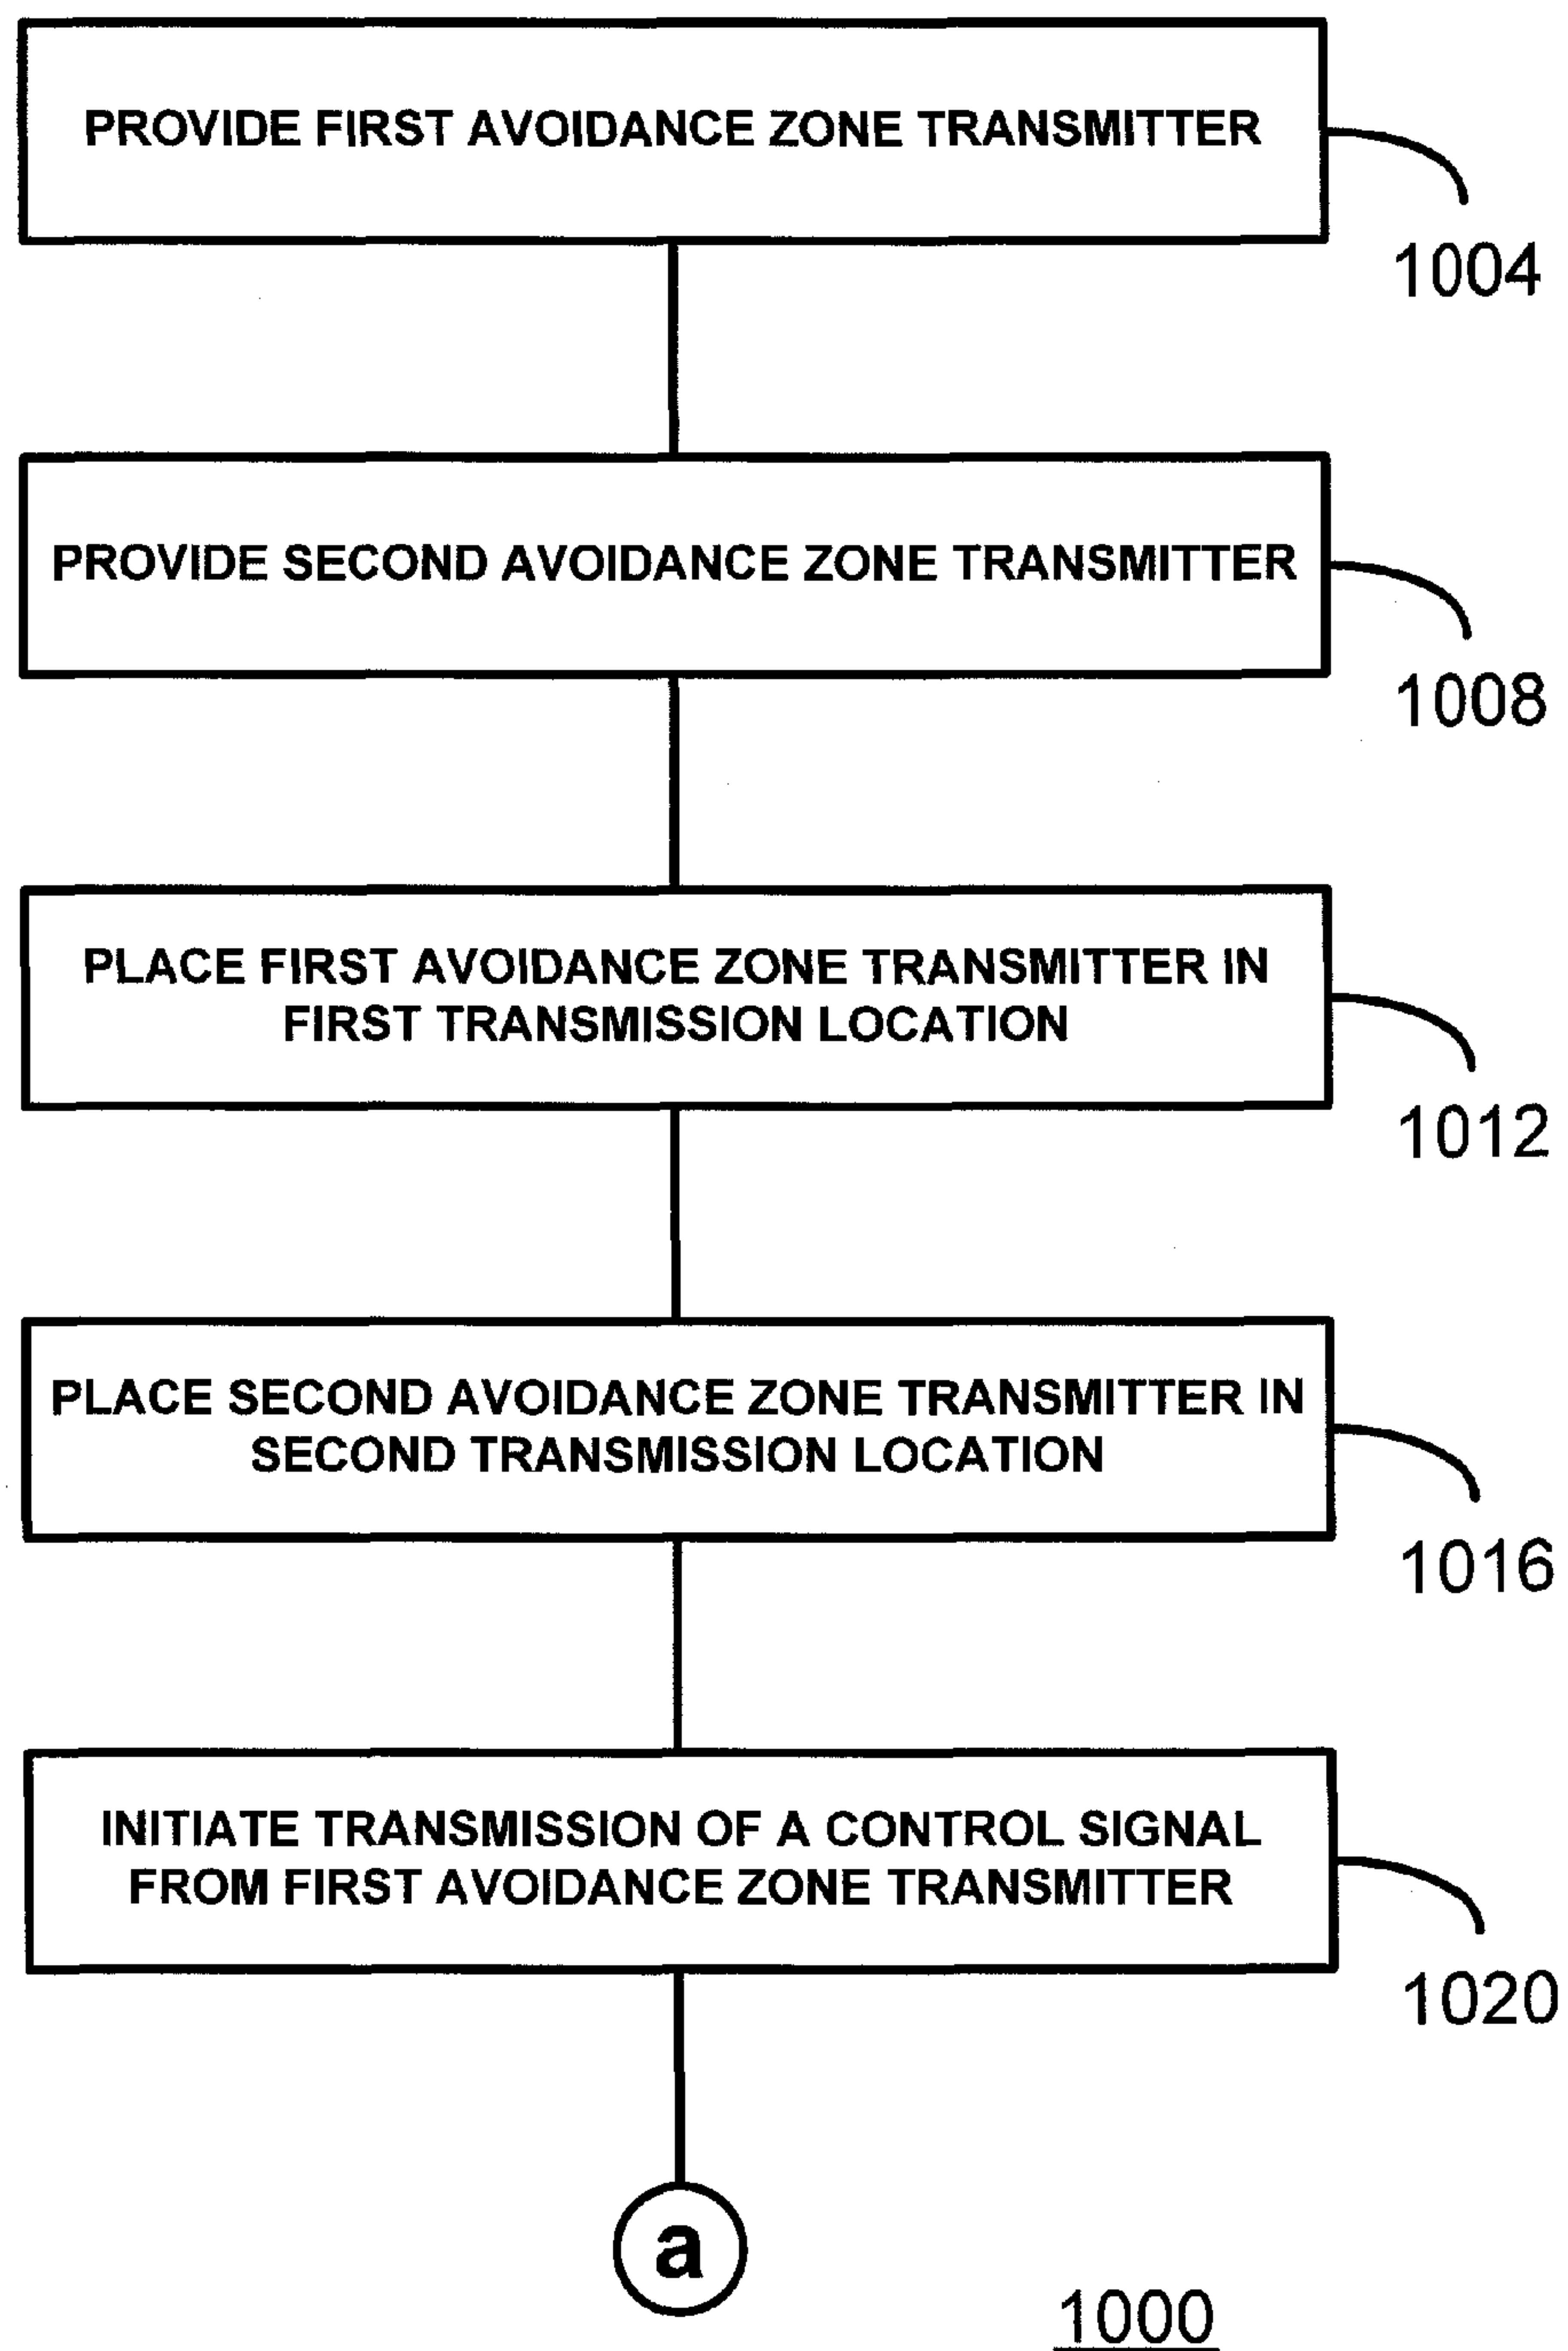 PROVIDE FIRST AVOIDANCE ZONE TRANSMITTER
1004
PROVIDE SECOND AVOIDANCE ZONE TRANSMITTER
1008
PLACE FIRST AVOIDANCE ZONE TRANSMITTER IN
FIRST TRANSMISSION LOCATION
1012
PLACE SECOND AVOIDANCE ZONE TRANSMITTER IN
SECOND TRANSMISSION LOCATION
1016
INITIATE TRANSMISSION OF A CONTROL SIGNAL
FROM FIRST AVOIDANCE ZONE TRANSMITTER
1020
a
1000